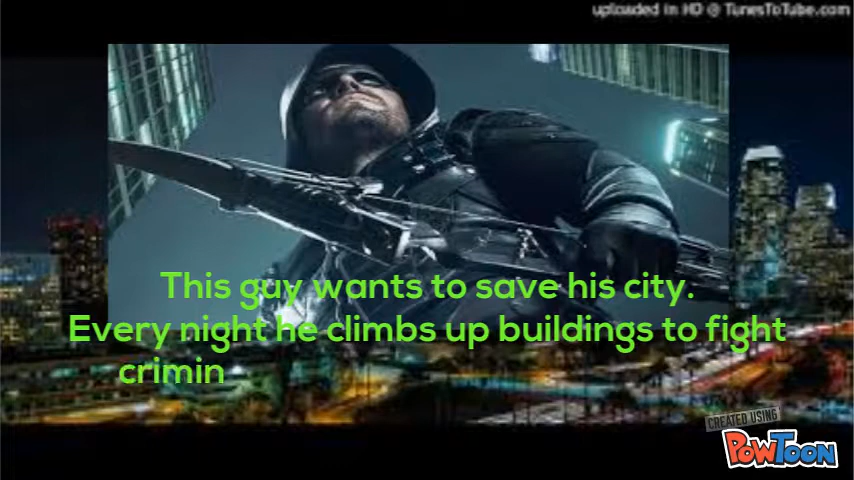 uploaded in HD @ TunesToTube.com
This guy wants to save his city.
Every night he climbs up buildings to fight
crimin
CREATED USING
POWTOON